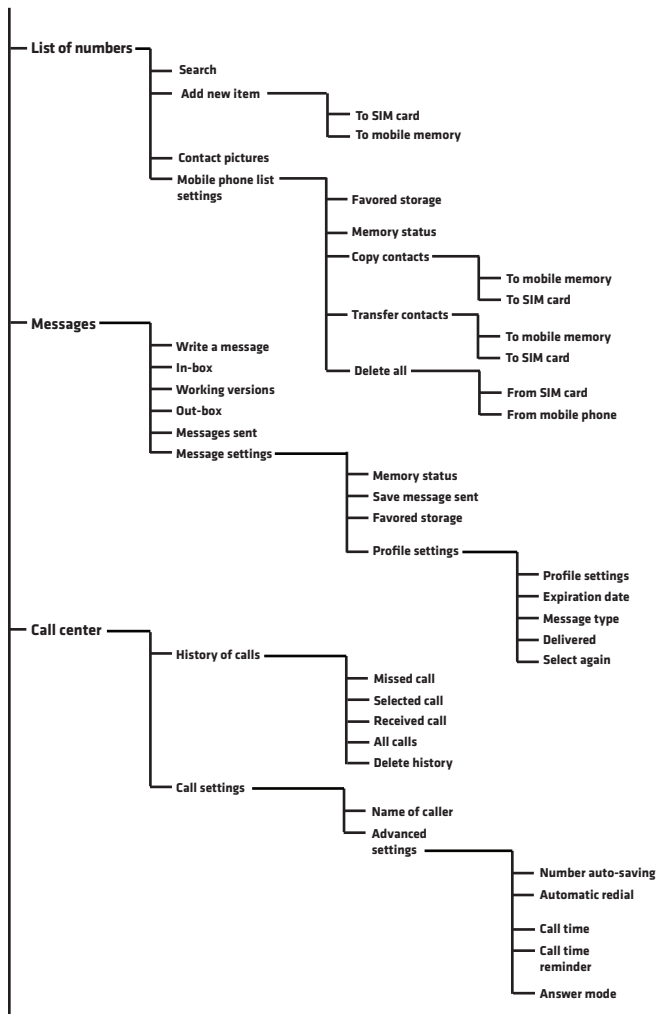 List of numbers
Search
Add new item
To SIM card
To mobile memory
Contact pictures
Mobile phone list
settings
Favored storage
Memory status
Copy contacts
To mobile memory
To SIM card
Transfer contacts
To mobile memory
To SIM card
Delete all
From SIM card
From mobile phone
Messages
Write a message
In-box
Working versions
Out-box
Messages sent
Message settings
Memory status
Save message sent
Favored storage
Profile settings
Profile settings
Expiration date
Message type
Delivered
Select again
Call center
History of calls
Missed call
Selected call
Received call
All calls
Delete history
Call settings
Name of caller
Advanced
settings
Number auto-saving
Automatic redial
Call time
Call time
reminder
Answer mode